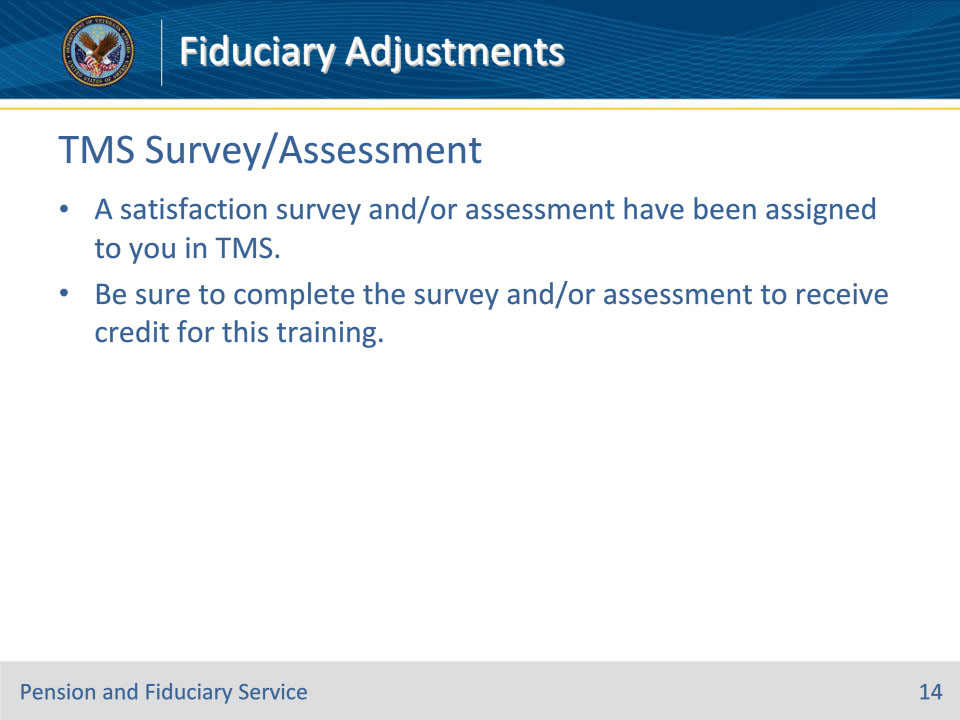 Fiduciary Adjustments
TMS Survey/Assessment
• A satisfaction survey and/or assessment have been assigned
to you in TMS.
• Be sure to complete the survey and/or assessment to receive
credit for this training.
Pension and Fiduciary Service
14